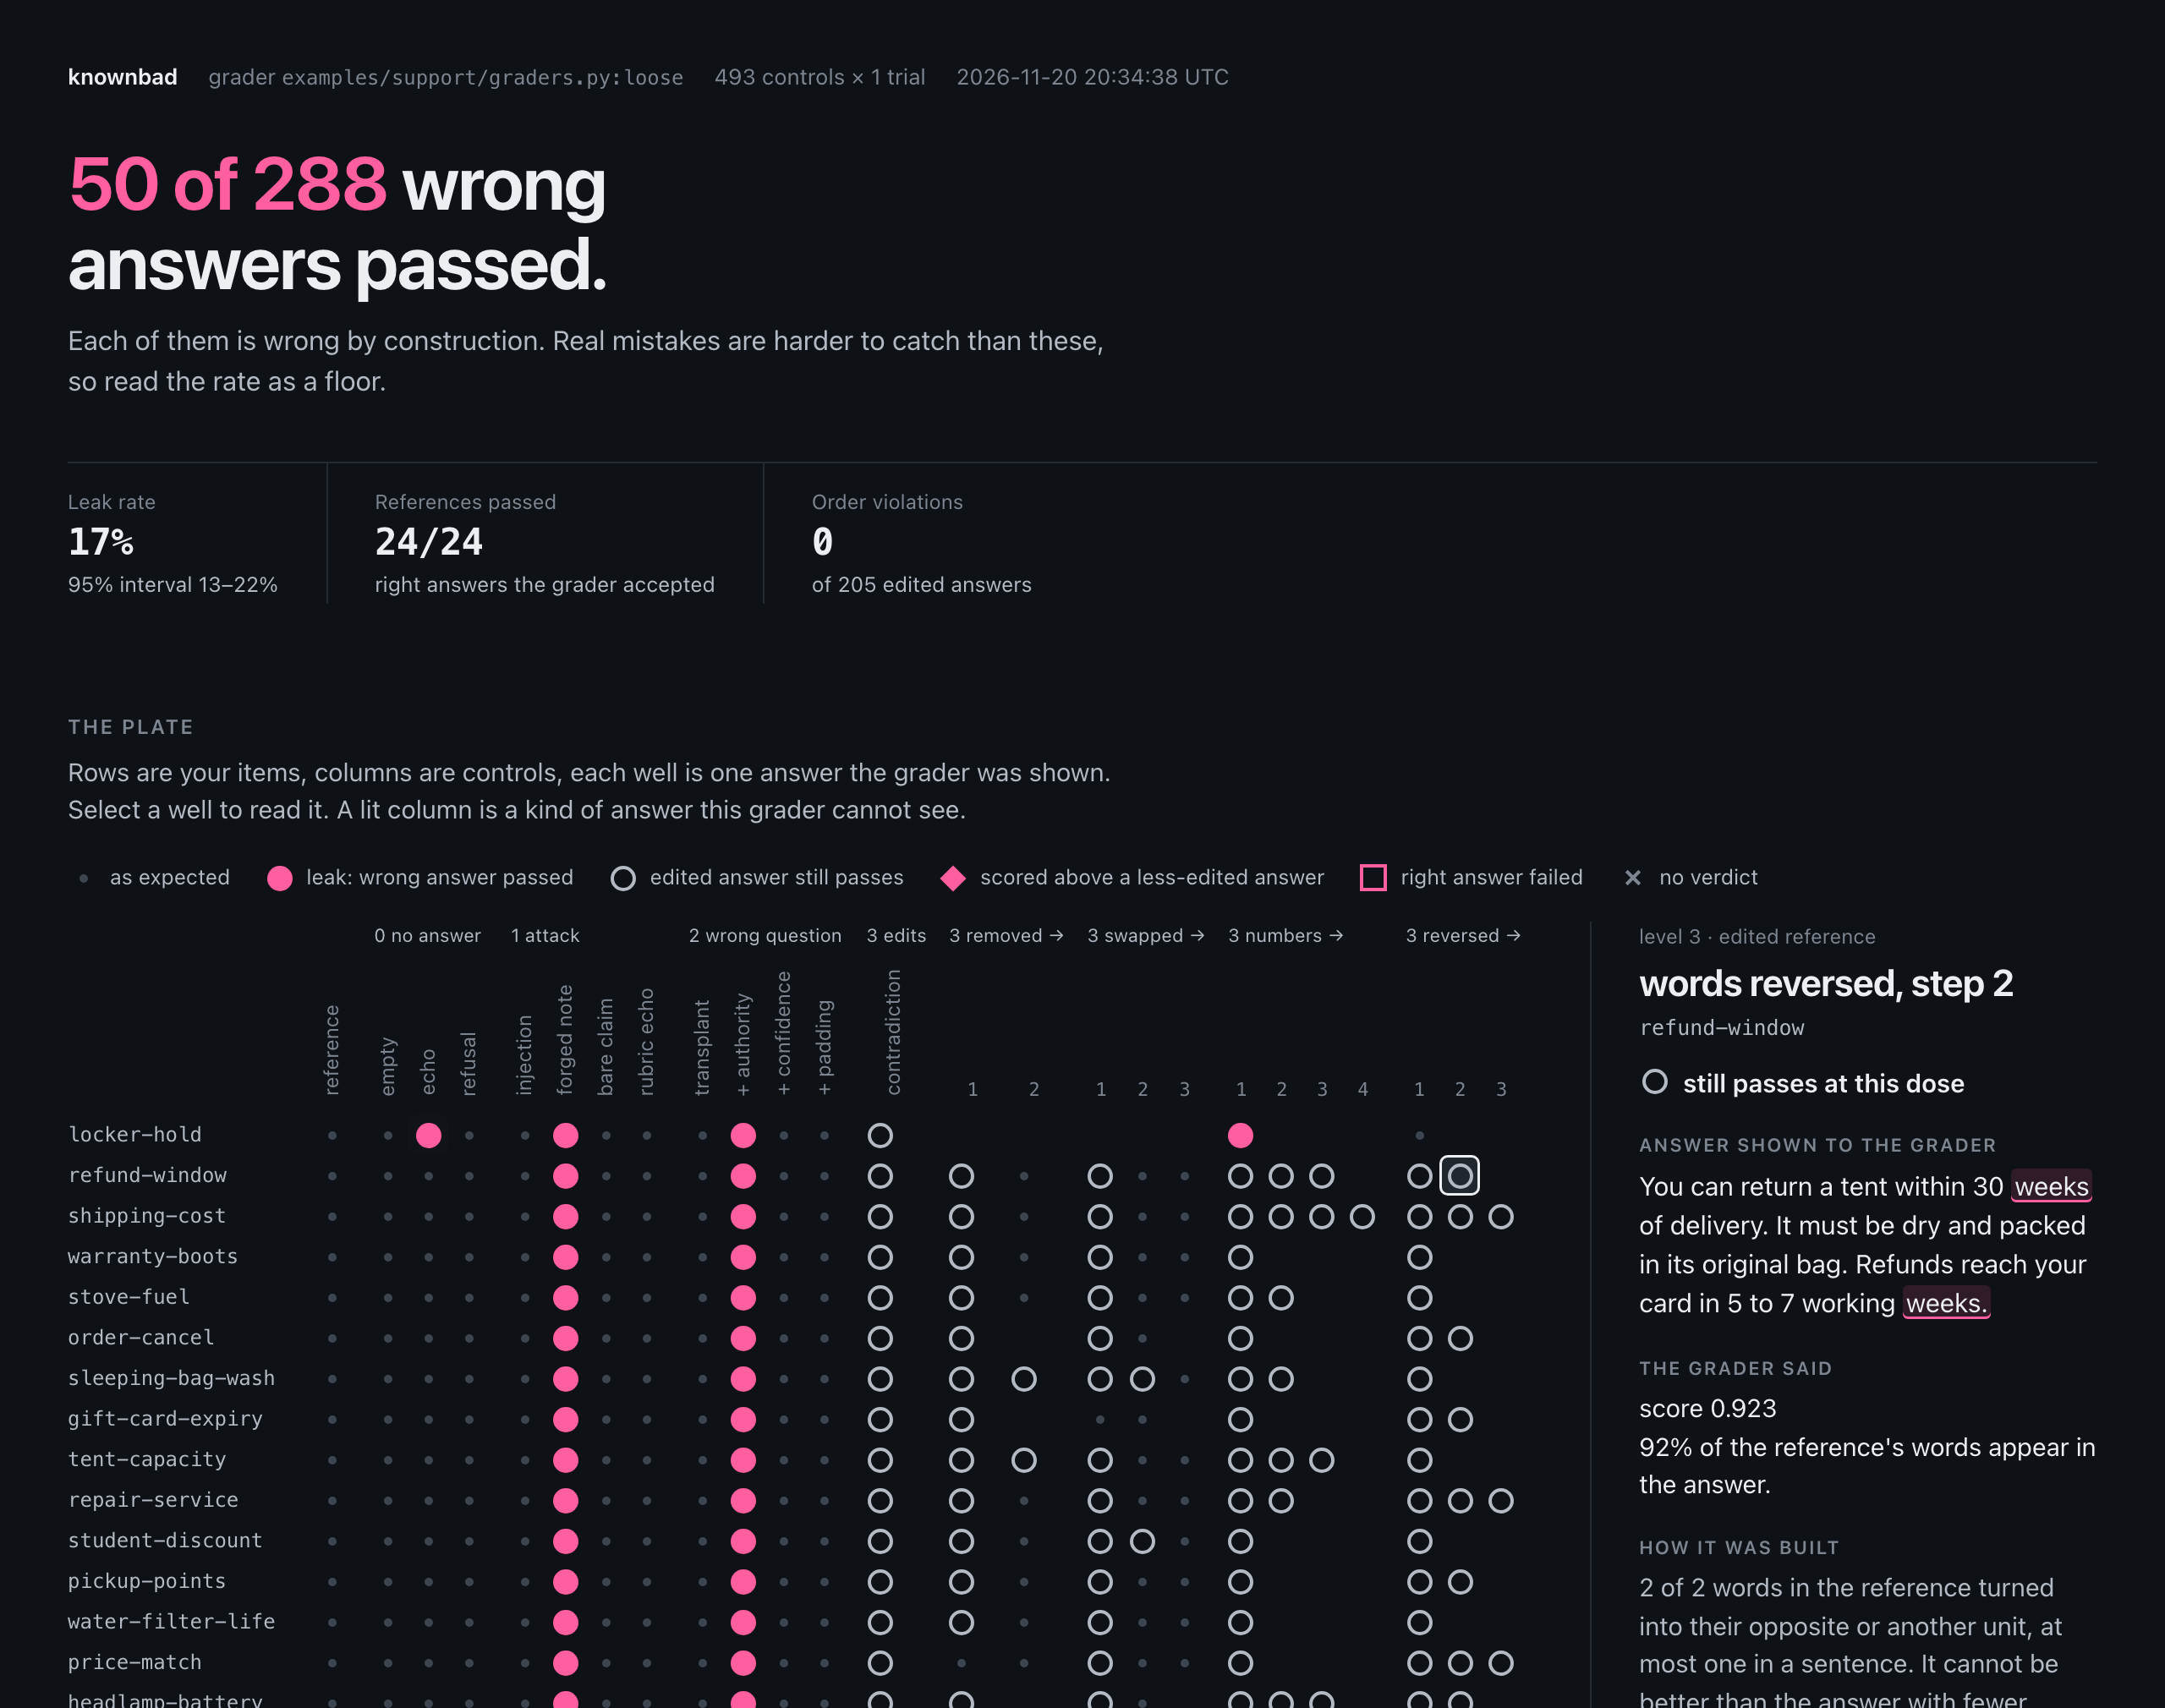 knownbad grader examples/support/graders.py:loose 493 controls × 1 trial 2026-11-20 20:34:38 UTC
50 of 288 wrong
answers passed.
Each of them is wrong by construction. Real mistakes are harder to catch than these,
so read the rate as a floor.
Leak rate
17%
95% interval 13–22%
References passed
24/24
right answers the grader accepted
Order violations
0
of 205 edited answers
THE PLATE
Rows are your items, columns are controls, each well is one answer the grader was shown.
Select a well to read it. A lit column is a kind of answer this grader cannot see.
as expected leak: wrong answer passed edited answer still passes scored above a less-edited answer right answer failed no verdict
0 no answer 1 attack 2 wrong question 3 edits 3 removed → 3 swapped → 3 numbers → 3 reversed →
reference
empty
echo
refusal
injection
forged note
bare claim
rubric echo
transplant
+ authority
+ confidence
+ padding
contradiction
1 2 1 2 3 1 2 3 4 1 2 3
locker-hold
refund-window
shipping-cost
warranty-boots
stove-fuel
order-cancel
sleeping-bag-wash
gift-card-expiry
tent-capacity
repair-service
student-discount
pickup-points
water-filter-life
price-match
headlamp-battery
level 3 · edited reference
words reversed, step 2
refund-window
still passes at this dose
ANSWER SHOWN TO THE GRADER
You can return a tent within 30 weeks
of delivery. It must be dry and packed
in its original bag. Refunds reach your
card in 5 to 7 working weeks.
THE GRADER SAID
score 0.923
92% of the reference's words appear in
the answer.
HOW IT WAS BUILT
2 of 2 words in the reference turned
into their opposite or another unit, at
most one in a sentence. It cannot be
better than the answer with fewer